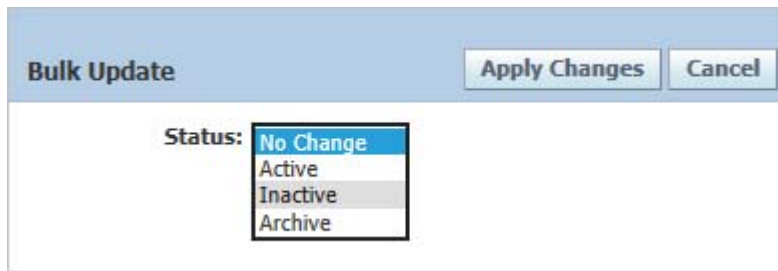 Bulk Update Apply Changes Cancel
Status: No Change
Active
Inactive
Archive